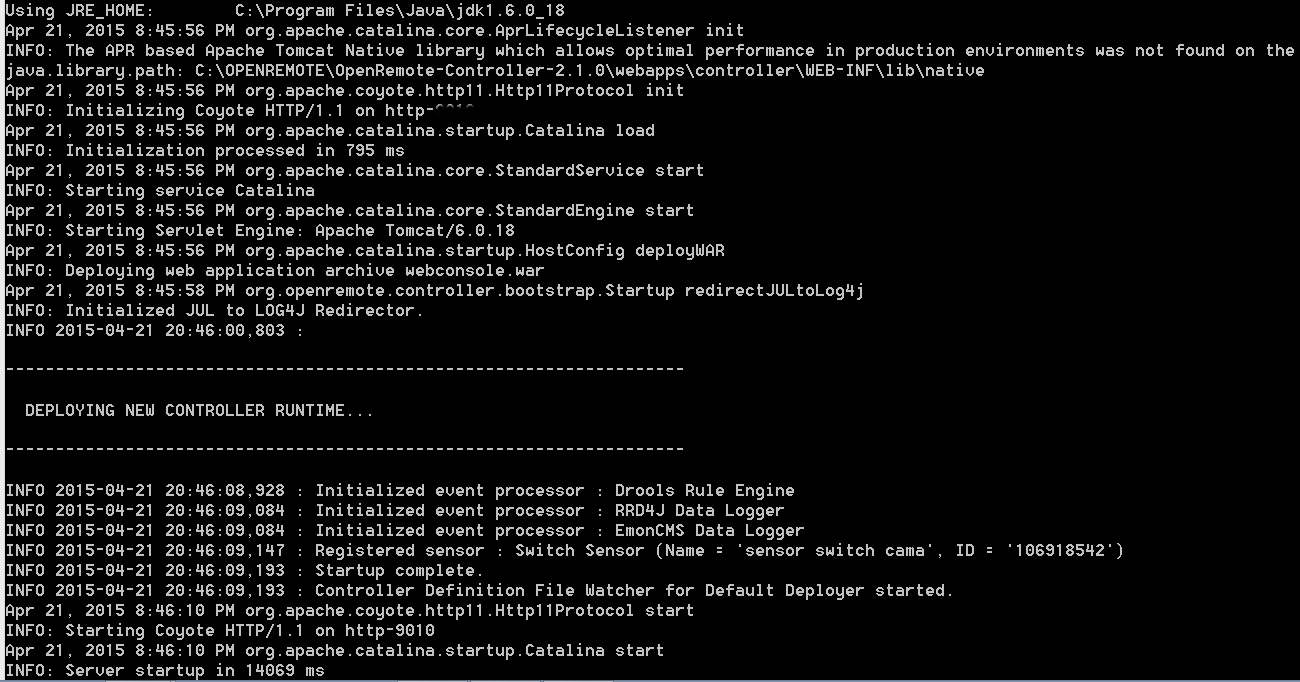 Using JRE_HOME:        C:\Program Files\Java\jdk1.6.0_18
Apr 21, 2015 8:45:56 PM org.apache.catalina.core.AprLifecycleListener init
INFO: The APR based Apache Tomcat Native library which allows optimal performance in production environments was not found on the
java.library.path: C:\OPENREMOTE\OpenRemote-Controller-2.1.0\webapps\controller\WEB-INF\lib\native
Apr 21, 2015 8:45:56 PM org.apache.coyote.http11.Http11Protocol init
INFO: Initializing Coyote HTTP/1.1 on http-
Apr 21, 2015 8:45:56 PM org.apache.catalina.startup.Catalina load
INFO: Initialization processed in 795 ms
Apr 21, 2015 8:45:56 PM org.apache.catalina.core.StandardService start
INFO: Starting service Catalina
Apr 21, 2015 8:45:56 PM org.apache.catalina.core.StandardEngine start
INFO: Starting Servlet Engine: Apache Tomcat/6.0.18
Apr 21, 2015 8:45:56 PM org.apache.catalina.startup.HostConfig deployWAR
INFO: Deploying web application archive webconsole.war
Apr 21, 2015 8:45:58 PM org.openremote.controller.bootstrap.Startup redirectJULtoLog4j
INFO: Initialized JUL to LOG4J Redirector.
INFO 2015-04-21 20:46:00,803 :
--------------------------------------------------------------------
DEPLOYING NEW CONTROLLER RUNTIME...
--------------------------------------------------------------------
INFO 2015-04-21 20:46:08,928 : Initialized event processor : Drools Rule Engine
INFO 2015-04-21 20:46:09,084 : Initialized event processor : RRD4J Data Logger
INFO 2015-04-21 20:46:09,084 : Initialized event processor : EmonCMS Data Logger
INFO 2015-04-21 20:46:09,147 : Registered sensor : Switch Sensor (Name = 'sensor switch cama', ID = '106918542')
INFO 2015-04-21 20:46:09,193 : Startup complete.
INFO 2015-04-21 20:46:09,193 : Controller Definition File Watcher for Default Deployer started.
Apr 21, 2015 8:46:10 PM org.apache.coyote.http11.Http11Protocol start
INFO: Starting Coyote HTTP/1.1 on http-9010
Apr 21, 2015 8:46:10 PM org.apache.catalina.startup.Catalina start
INFO: Server startup in 14069 ms